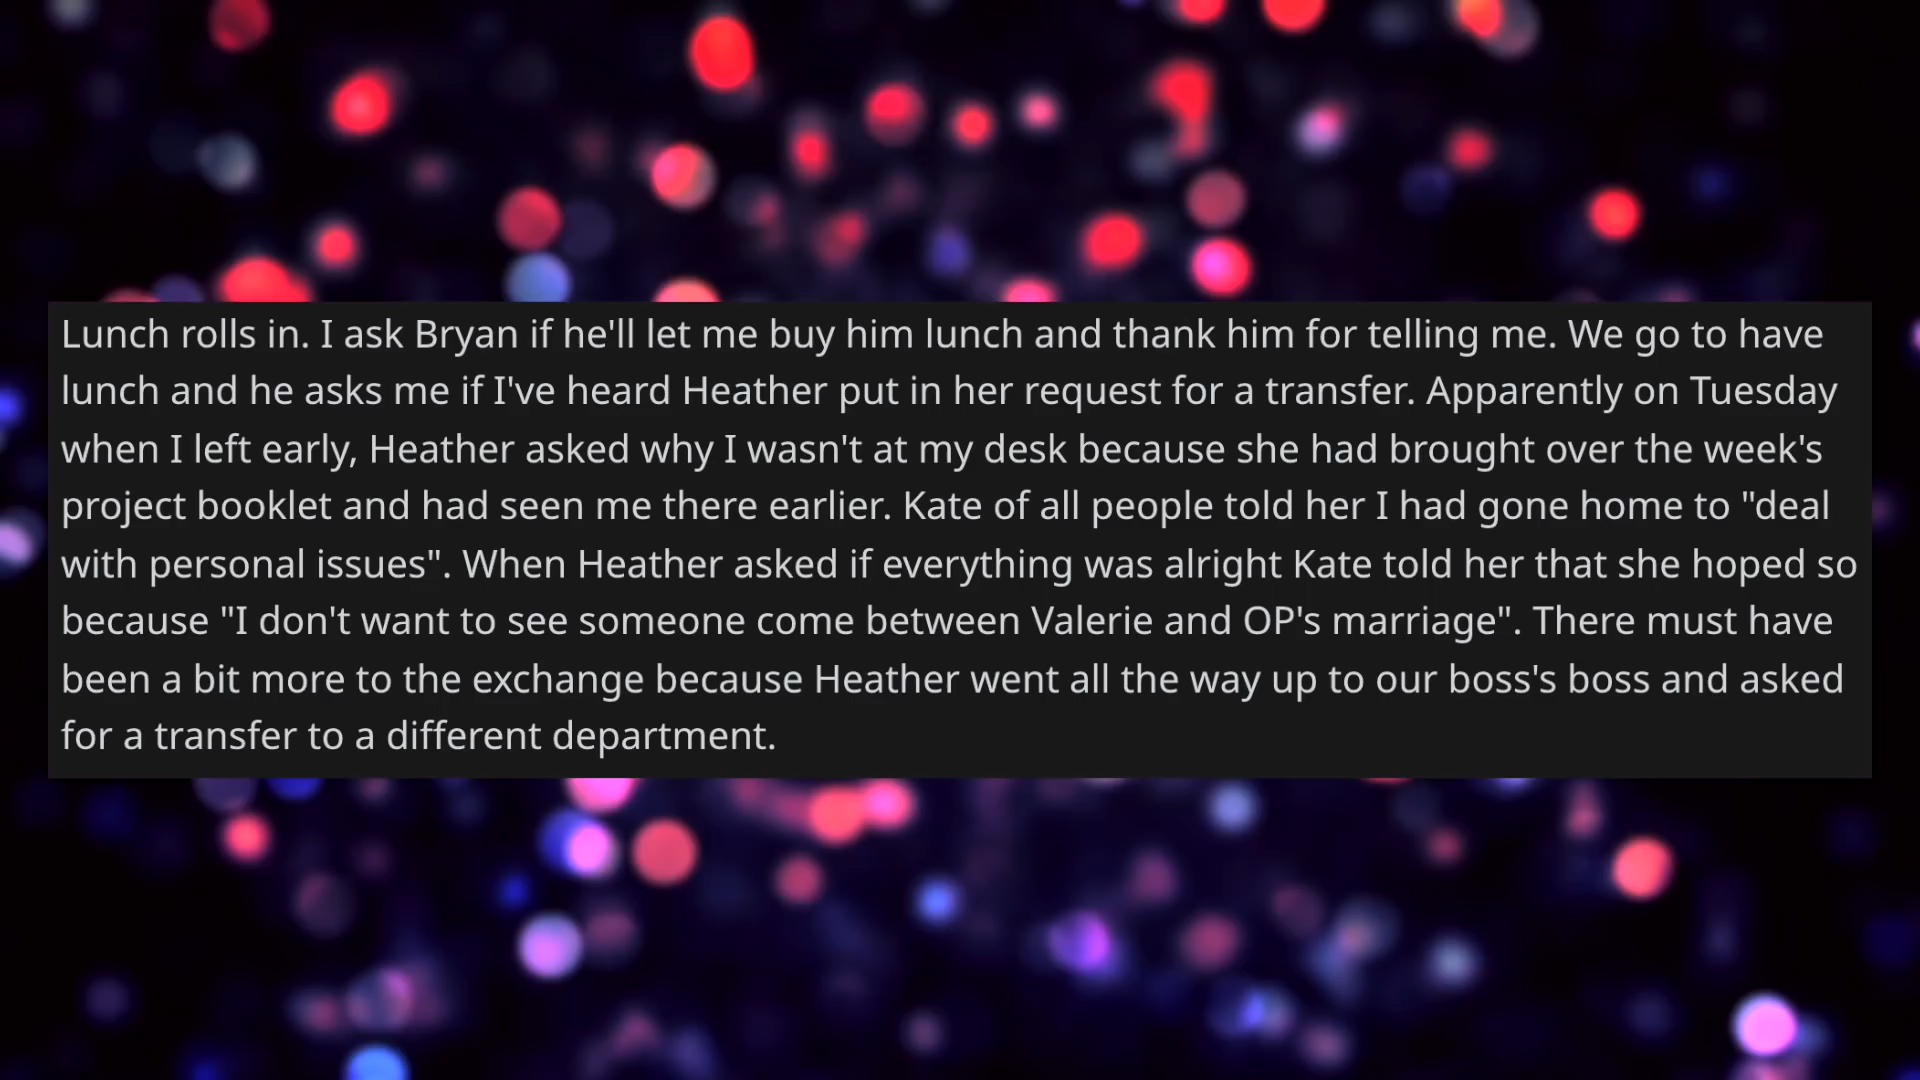 Lunch rolls in. I ask Bryan if he'll let me buy him lunch and thank him for telling me. We go to have
lunch and he asks me if I've heard Heather put in her request for a transfer. Apparently on Tuesday
when I left early, Heather asked why I wasn't at my desk because she had brought over the week's
project booklet and had seen me there earlier. Kate of all people told her I had gone home to "deal
with personal issues". When Heather asked if everything was alright Kate told her that she hoped so
because "I don't want to see someone come between Valerie and OP's marriage". There must have
been a bit more to the exchange because Heather went all the way up to our boss's boss and asked
for a transfer to a different department.